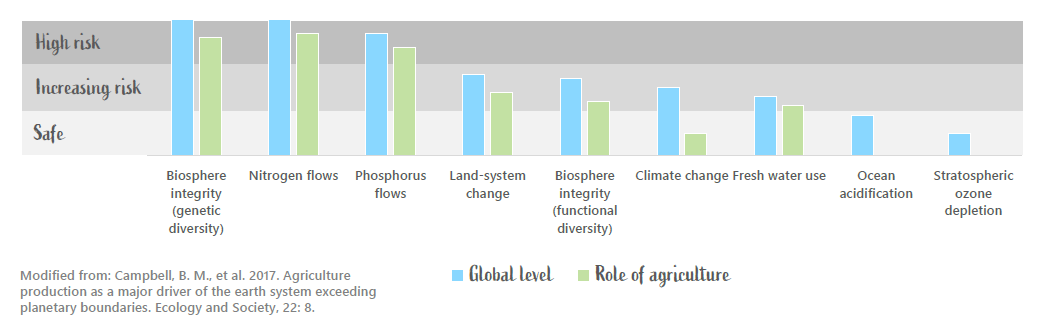 High risk
Increasing risk
Safe
Biosphere
integrity
(genetic
diversity)
Nitrogen flows
Phosphorus
flows
Land-system
change
Biosphere
integrity
(functional
diversity)
Climate change
Fresh water use
Ocean
acidification
Stratospheric
ozone
depletion
Modified from: Campbell, B. M., et al. 2017. Agriculture
production as a major driver of the earth system exceeding
planetary boundaries. Ecology and Society, 22: 8.
Global level
Role of agriculture